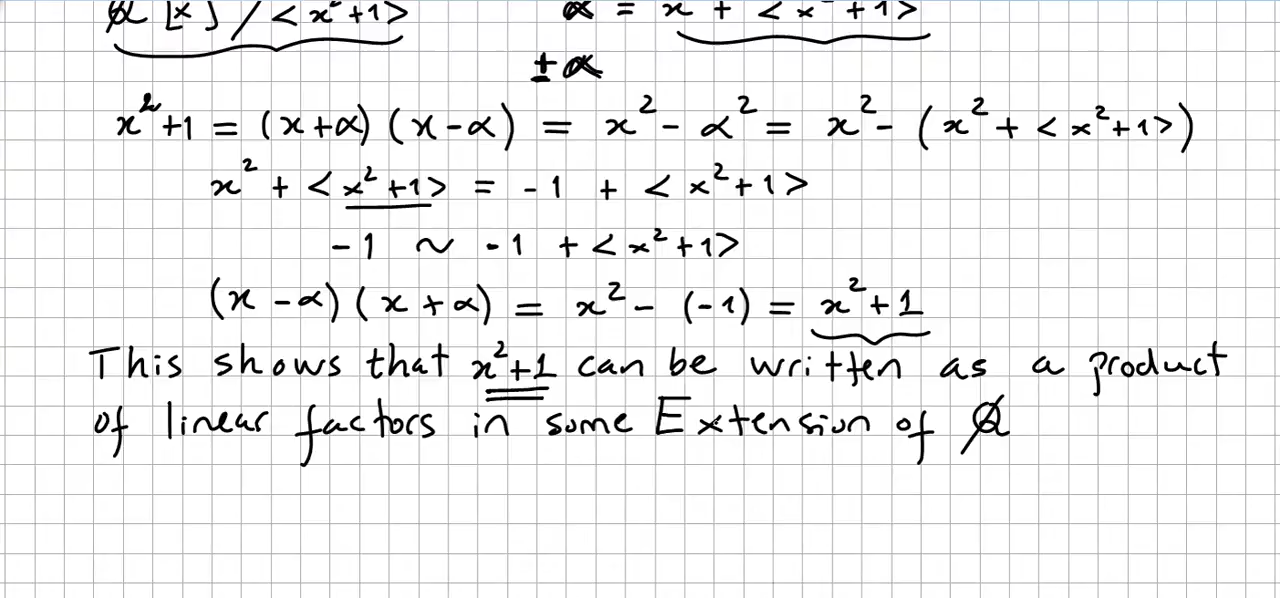 ℚ[x] / <x²+1> α = x + <x²+1>
± α
x²+1 = (x+α)(x-α) = x² - α² = x² - (x² + <x²+1>)
x² + <x²+1> = -1 + <x²+1>
-1 ~ -1 + <x²+1>
(x-α)(x+α) = x² - (-1) = x²+1
This shows that x²+1 can be written as a product
of linear factors in some Extension of ℚ